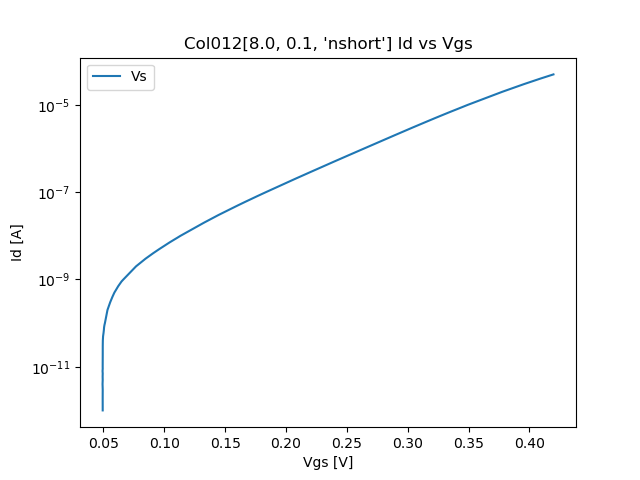 Col012[8.0, 0.1, 'nshort'] Id vs Vgs
Vs
10⁻⁵
10⁻⁷
10⁻⁹
10⁻¹¹
Id [A]
0.05 0.10 0.15 0.20 0.25 0.30 0.35 0.40
Vgs [V]